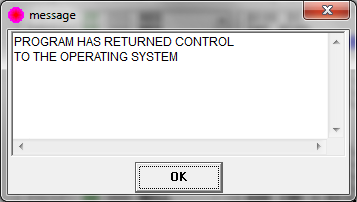 message
PROGRAM HAS RETURNED CONTROL
TO THE OPERATING SYSTEM
OK